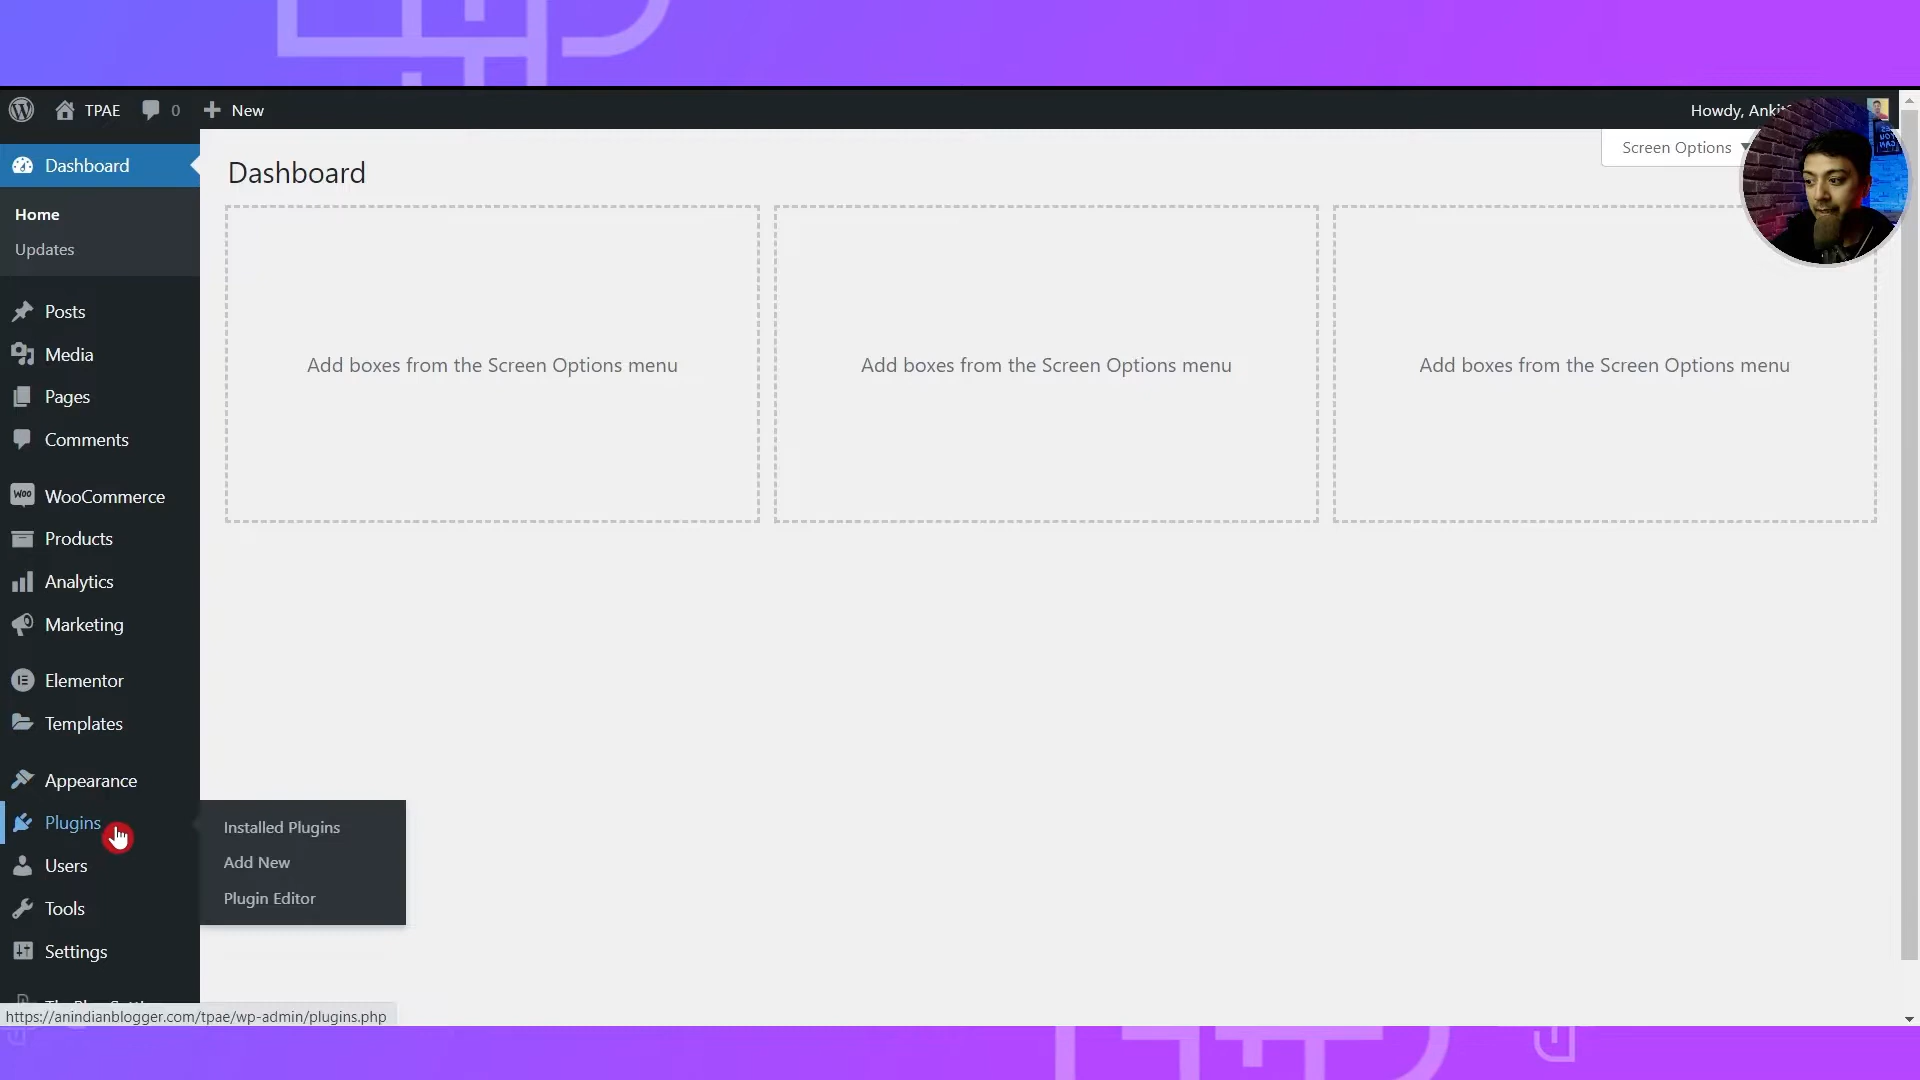 TPAE
0
New
Howdy, Ankit
Dashboard
Screen Options
Dashboard
Home
Updates
Add boxes from the Screen Options menu
Add boxes from the Screen Options menu
Add boxes from the Screen Options menu
Posts
Media
Pages
Comments
Woo
WooCommerce
Products
Analytics
Marketing
Elementor
Templates
Appearance
Plugins
Installed Plugins
Add New
Plugin Editor
Users
Tools
Settings
https://anindianblogger.com/tpae/wp-admin/plugins.php